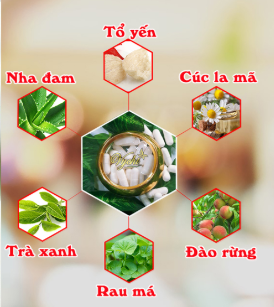 Tổ yến
Nha đam
Cúc la mã
Trà xanh
Đào rừng
Rau má